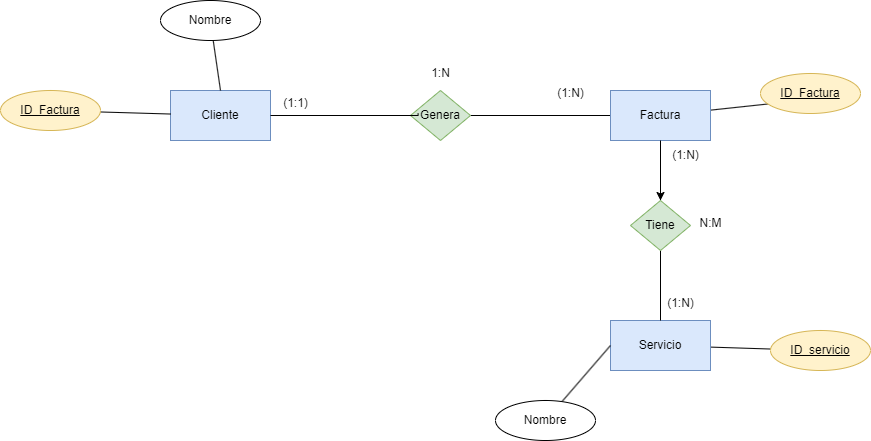 Nombre
1:N
(1:1)
(1:N)
ID_Factura
ID_Factura
Cliente
Genera
Factura
(1:N)
Tiene
N:M
(1:N)
Servicio
ID_servicio
Nombre